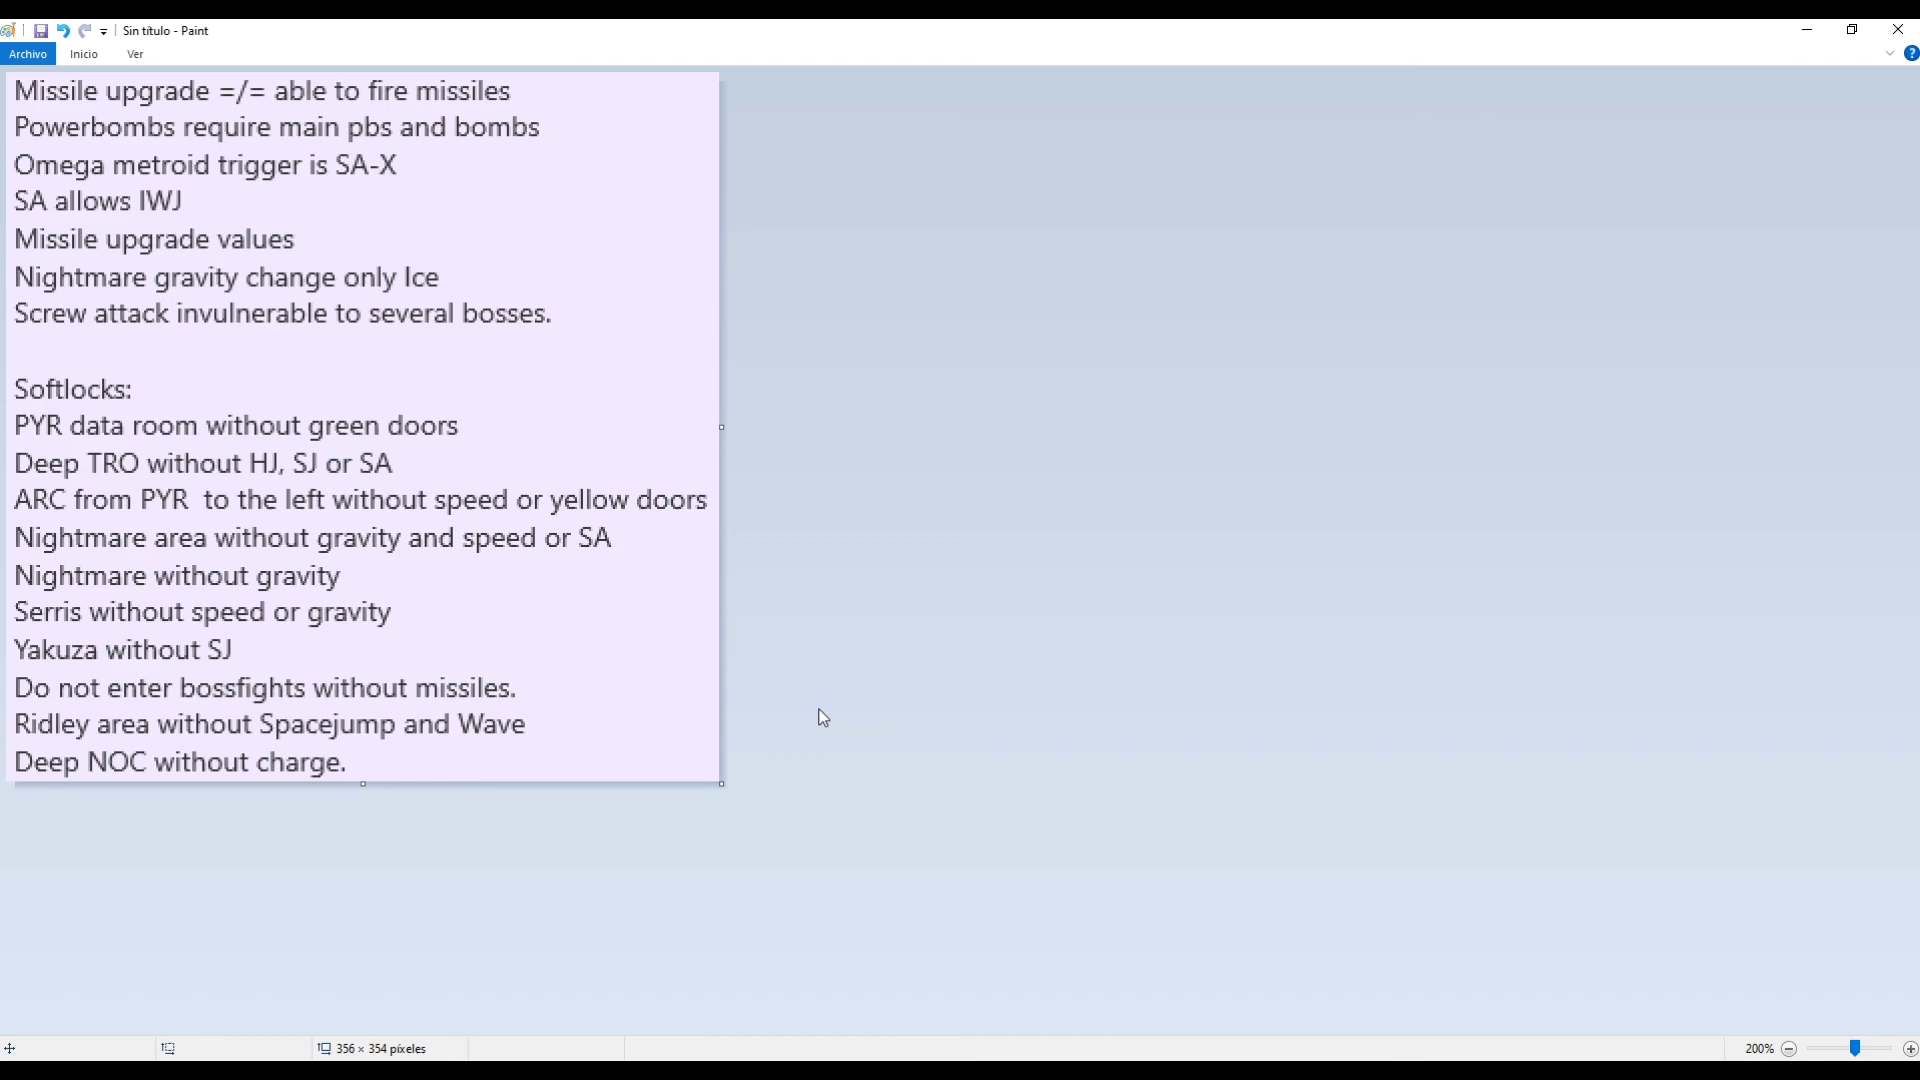 Sin título - Paint
Archivo Inicio Ver
Missile upgrade =/= able to fire missiles
Powerbombs require main pbs and bombs
Omega metroid trigger is SA-X
SA allows IWJ
Missile upgrade values
Nightmare gravity change only Ice
Screw attack invulnerable to several bosses.
Softlocks:
PYR data room without green doors
Deep TRO without HJ, SJ or SA
ARC from PYR  to the left without speed or yellow doors
Nightmare area without gravity and speed or SA
Nightmare without gravity
Serris without speed or gravity
Yakuza without SJ
Do not enter bossfights without missiles.
Ridley area without Spacejump and Wave
Deep NOC without charge.
356 × 354 píxeles 200%